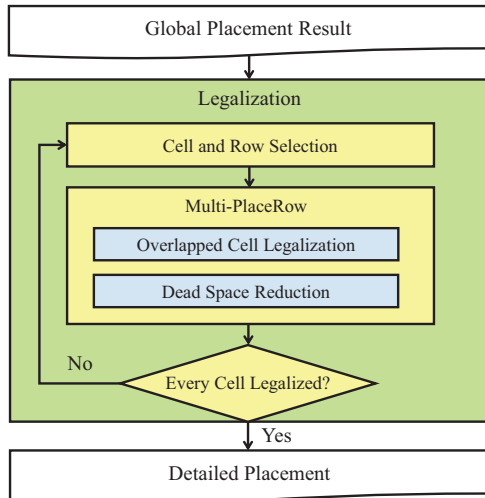 Global Placement Result
Legalization
Cell and Row Selection
Multi-PlaceRow
Overlapped Cell Legalization
Dead Space Reduction
No
Every Cell Legalized?
Yes
Detailed Placement